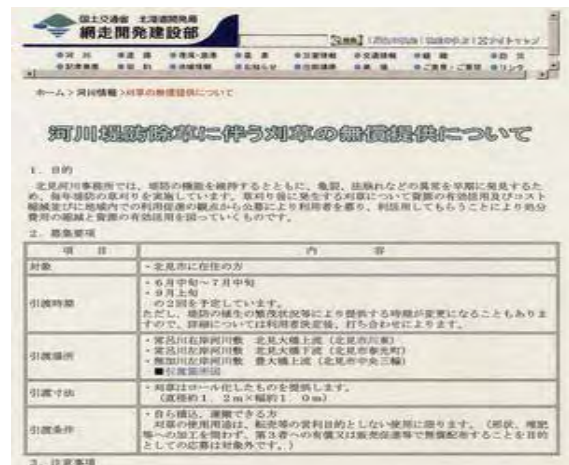 国土交通省 北海道開発局
網走開発建設部
ホーム > 河川情報 > 刈草の無償提供について
河川堤防除草に伴う刈草の無償提供について
1. 目的
北見河川事務所では、堤防の機能を維持するとともに、亀裂、法崩れなどの異常を早期に発見するた
め、毎年堤防の草刈りを実施しています。草刈り後に発生する刈草について資源の有効活用及びコスト
縮減並びに地域内での利用促進の観点から公募により利用者を募り、利活用してもらうことにより処分
費用の縮減と資源の有効活用を図っていくものです。
2. 募集要項
項 目 内 容
対象 ・北見市に在住の方
引渡時期 ・6月中旬～7月中旬
・9月上旬
の2回を予定しています。
ただし、堤防の植生の繁茂状況等により提供する時期が変更になることもありま
すので、詳細については利用者決定後、打ち合わせによります。
引渡場所 ・常呂川右岸河川敷 北見大橋上流（北見市川東）
・常呂川左岸河川敷 北見大橋下流（北見市春光町）
・無加川左岸河川敷 豊大橋上流（北見市中央三輪）
■引渡箇所図
引渡寸法 ・刈草はロール化したものを提供します。
（直径約1．2m×幅約1．0m）
引渡条件 ・自ら積込、運搬できる方
刈草の使用用途は、転売等の営利目的としない使用に限ります。（形状、堆肥
等への加工を問わず、第3者への有償又は販売促進等で無償配布することを目的
としての応募は対象外です。）
3. 注意事項